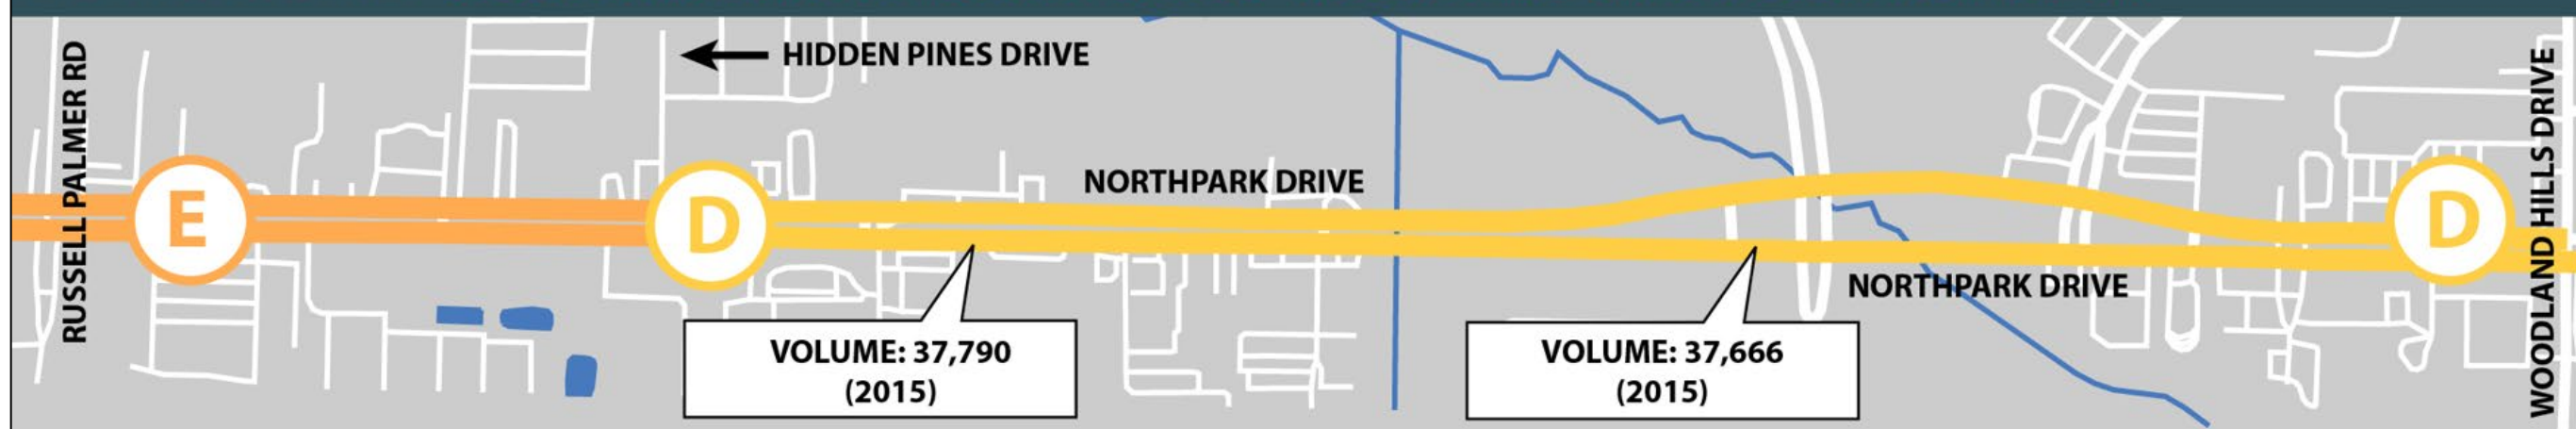 RUSSELL PALMER RD
HIDDEN PINES DRIVE
E
D
NORTHPARK DRIVE
NORTHPARK DRIVE
D
WOODLAND HILLS DRIVE
VOLUME: 37,790
(2015)
VOLUME: 37,666
(2015)